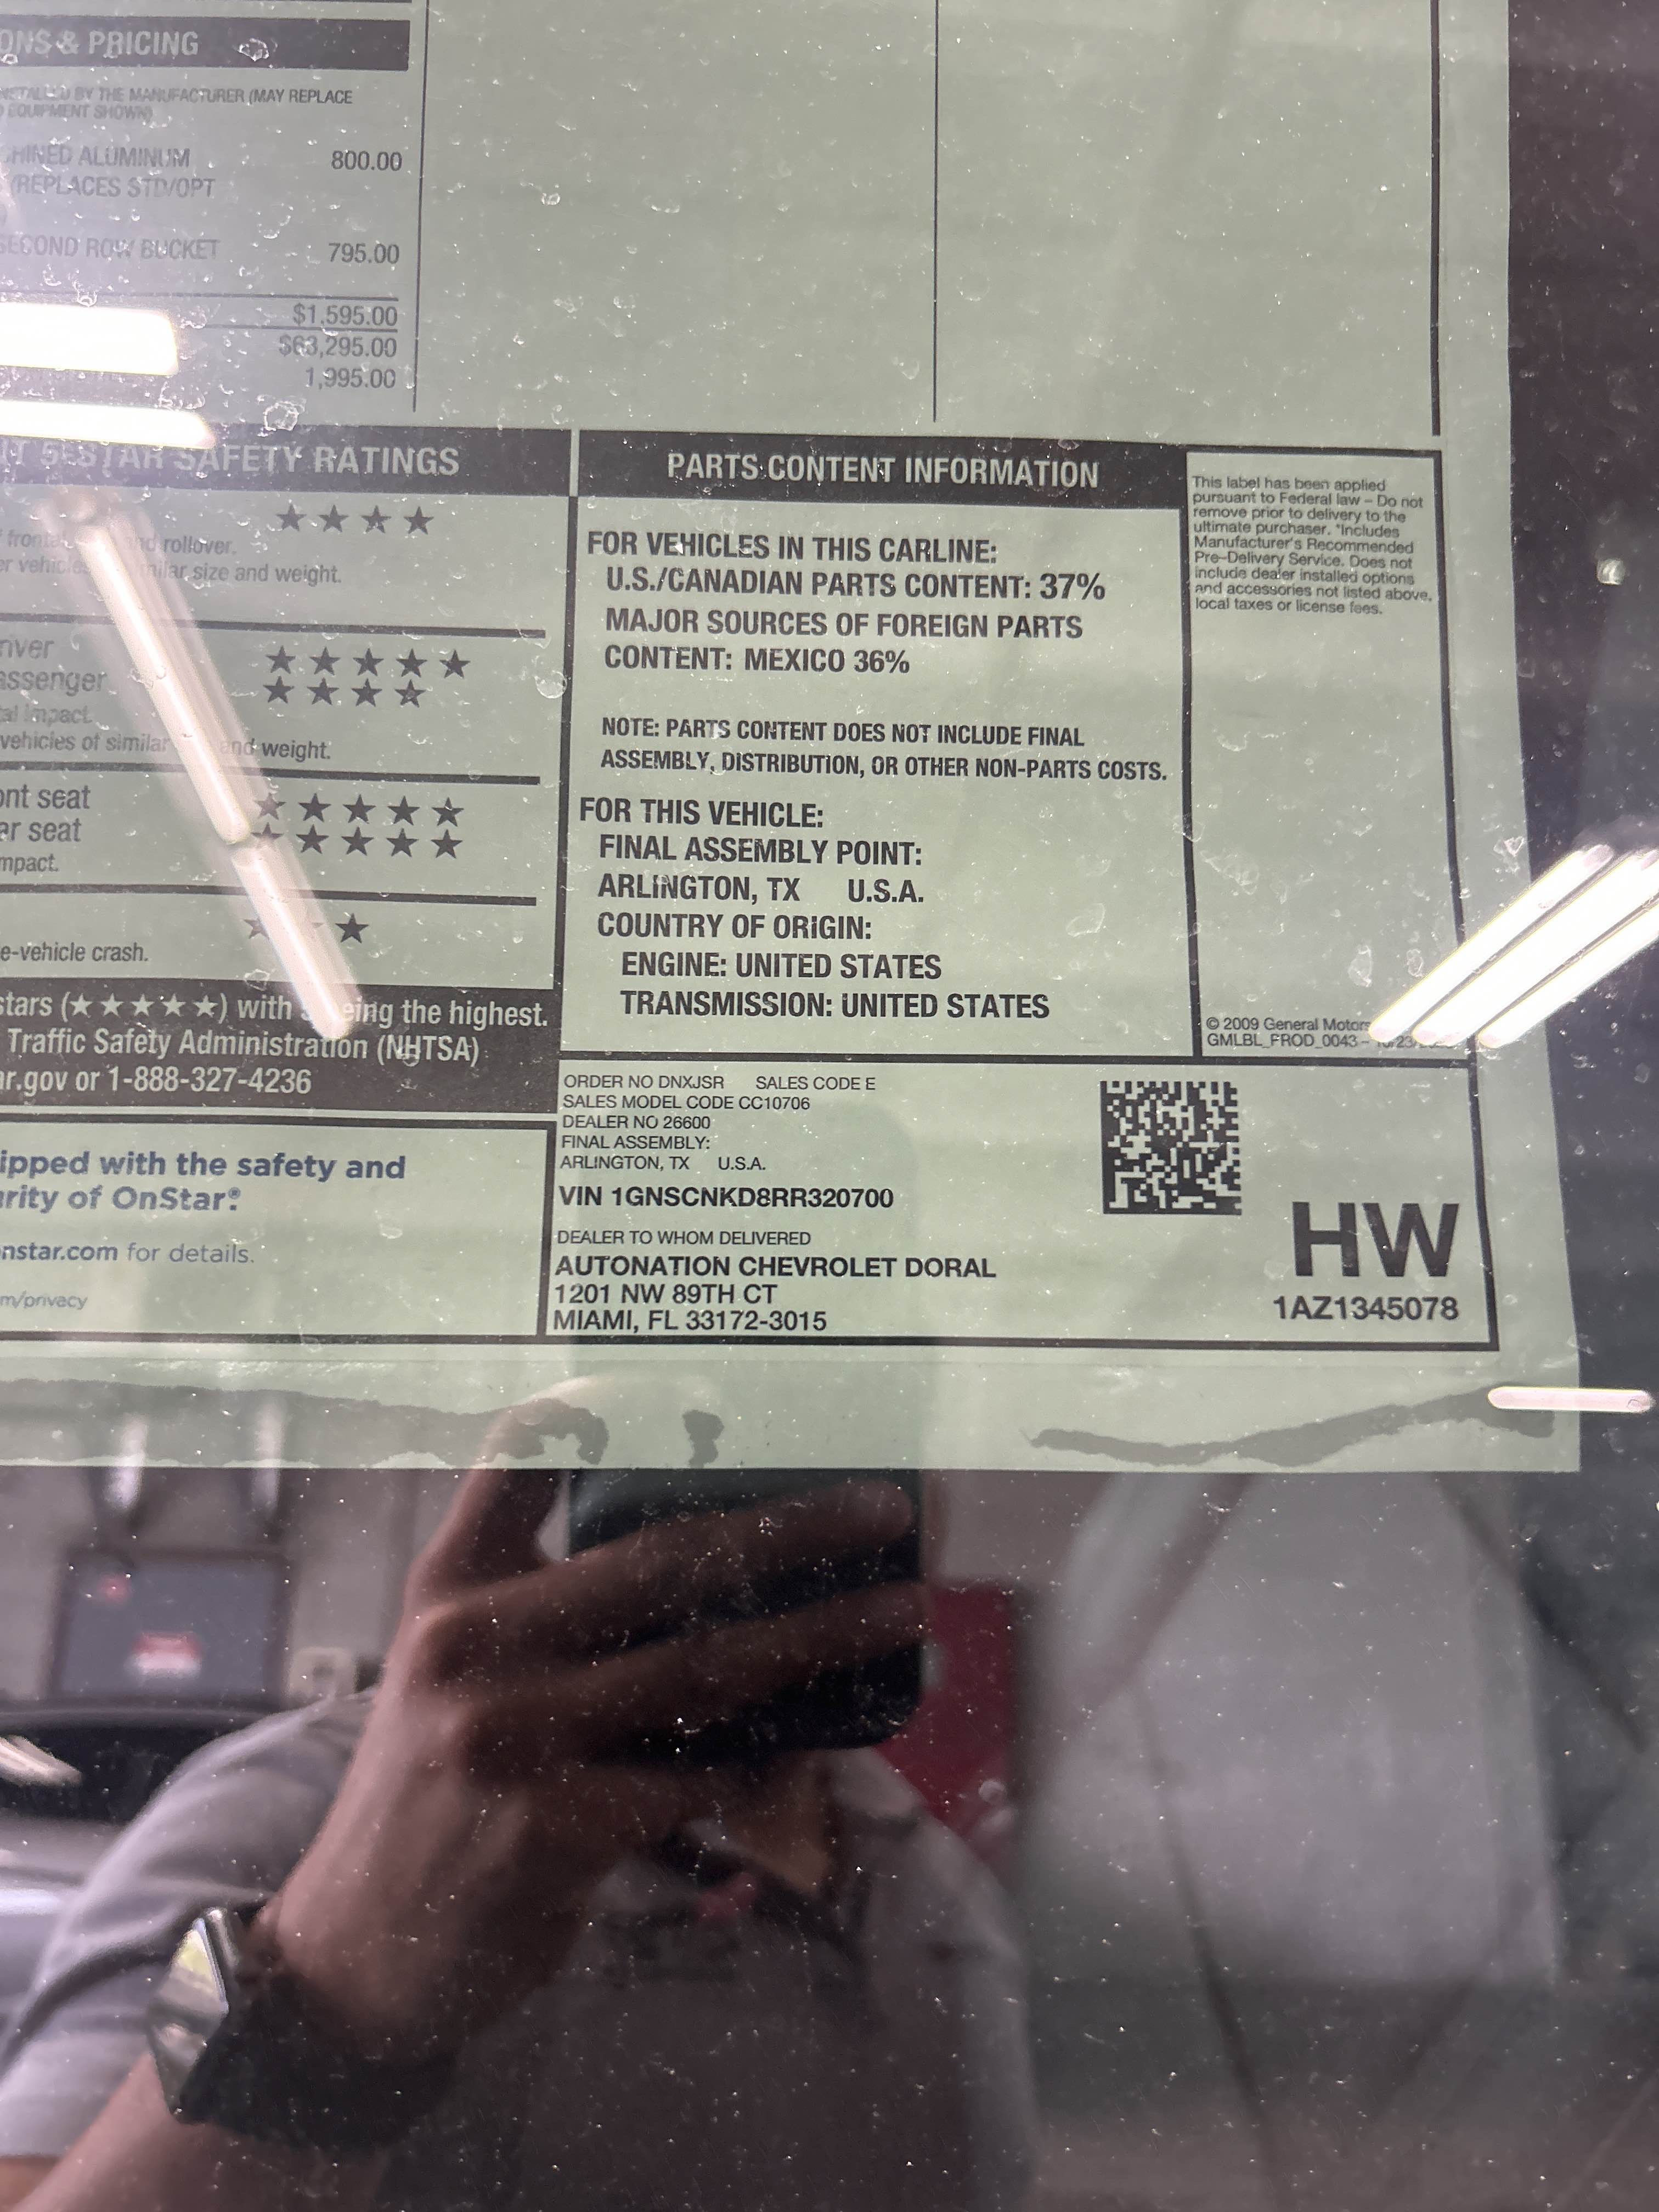 ONS & PRICING
INSTALLED BY THE MANUFACTURER (MAY REPLACE
EQUIPMENT SHOWN)
CHINED ALUMINUM 800.00
(REPLACES STD/OPT
SECOND ROW BUCKET 795.00
$1,595.00
$63,295.00
1,995.00
5-STAR SAFETY RATINGS
★★★★
rollover.
size and weight.
river ★★★★★
assenger ★★★★
al impact.
vehicles of similar and weight.
ont seat ★★★★★
ar seat ★★★★★
mpact.
e-vehicle crash.
stars (★★★★★) with being the highest.
Traffic Safety Administration (NHTSA)
ar.gov or 1-888-327-4236
ipped with the safety and
urity of OnStar®
nstar.com for details.
m/privacy
PARTS CONTENT INFORMATION
FOR VEHICLES IN THIS CARLINE:
U.S./CANADIAN PARTS CONTENT: 37%
MAJOR SOURCES OF FOREIGN PARTS
CONTENT: MEXICO 36%
NOTE: PARTS CONTENT DOES NOT INCLUDE FINAL
ASSEMBLY, DISTRIBUTION, OR OTHER NON-PARTS COSTS.
FOR THIS VEHICLE:
FINAL ASSEMBLY POINT:
ARLINGTON, TX U.S.A.
COUNTRY OF ORIGIN:
ENGINE: UNITED STATES
TRANSMISSION: UNITED STATES
This label has been applied
pursuant to Federal law – Do not
remove prior to delivery to the
ultimate purchaser. *Includes
Manufacturer's Recommended
Pre-Delivery Service. Does not
include dealer installed options
and accessories not listed above,
local taxes or license fees.
© 2009 General Motors
GMLBL_FROD_0043 –
ORDER NO DNXJSR SALES CODE E
SALES MODEL CODE CC10706
DEALER NO 26600
FINAL ASSEMBLY:
ARLINGTON, TX U.S.A.
VIN 1GNSCNKD8RR320700
DEALER TO WHOM DELIVERED
AUTONATION CHEVROLET DORAL
1201 NW 89TH CT
MIAMI, FL 33172-3015
HW
1AZ1345078